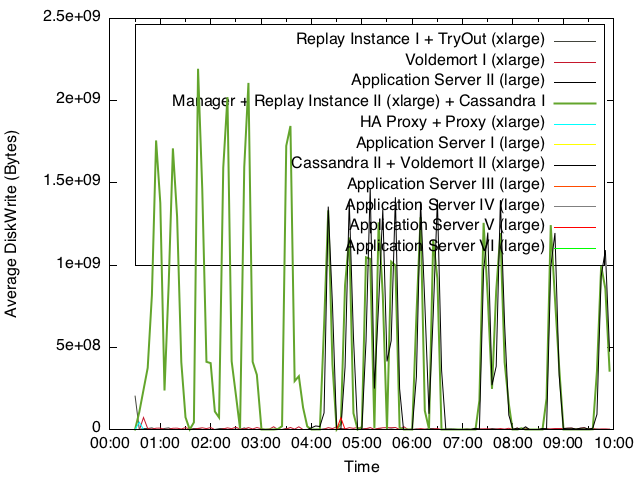 2.5e+09
2e+09
1.5e+09
1e+09
5e+08
0
Average DiskWrite (Bytes)
Replay Instance I + TryOut (xlarge)
Voldemort I (xlarge)
Application Server II (large)
Manager + Replay Instance II (xlarge) + Cassandra I
HA Proxy + Proxy (xlarge)
Application Server I (large)
Cassandra II + Voldemort II (xlarge)
Application Server III (large)
Application Server IV (large)
Application Server V (large)
Application Server VI (large)
00:00 01:00 02:00 03:00 04:00 05:00 06:00 07:00 08:00 09:00 10:00
Time